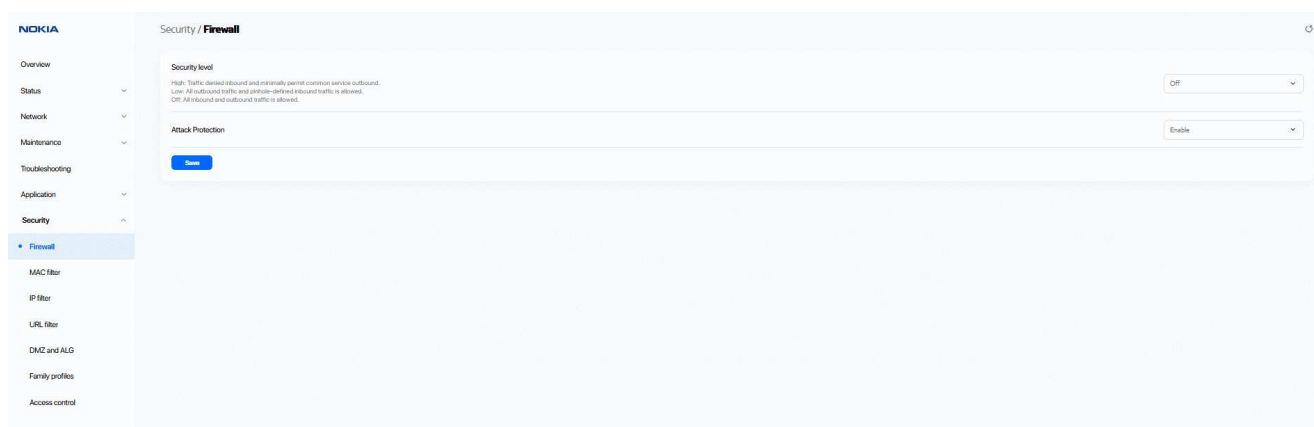 NOKIA
Security / Firewall
Overview
Status
Network
Maintenance
Troubleshooting
Application
Security
Firewall
MAC filter
IP filter
URL filter
DMZ and ALG
Family profiles
Access control
Security level
High: Traffic denied inbound and minimally permit common service outbound.
Low: All outbound traffic and pinhole-defined inbound traffic is allowed.
Off: All inbound and outbound traffic is allowed.
Off
Attack Protection
Enable
Save